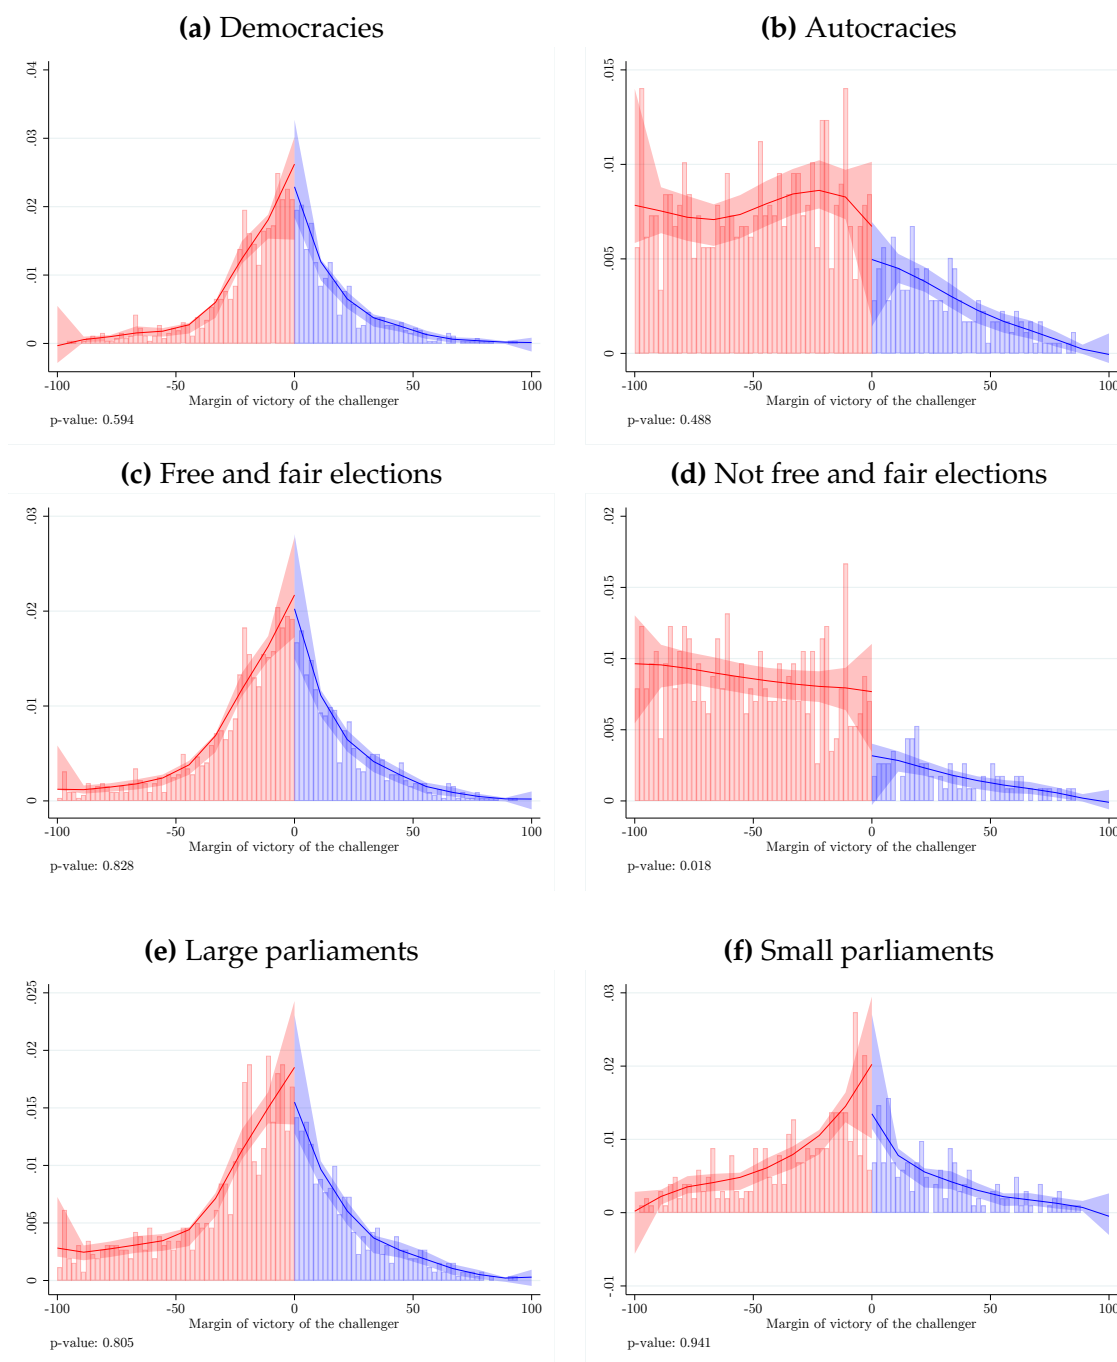 (a) Democracies
.04
.03
.02
.01
0
-100 -50 0 50 100
Margin of victory of the challenger
p-value: 0.594
(b) Autocracies
.015
.01
.005
0
-100 -50 0 50 100
Margin of victory of the challenger
p-value: 0.488
(c) Free and fair elections
.03
.02
.01
0
-100 -50 0 50 100
Margin of victory of the challenger
p-value: 0.828
(d) Not free and fair elections
.02
.015
.01
.005
0
-100 -50 0 50 100
Margin of victory of the challenger
p-value: 0.018
(e) Large parliaments
.025
.02
.015
.01
.005
0
-100 -50 0 50 100
Margin of victory of the challenger
p-value: 0.805
(f) Small parliaments
.03
.02
.01
0
-.01
-100 -50 0 50 100
Margin of victory of the challenger
p-value: 0.941